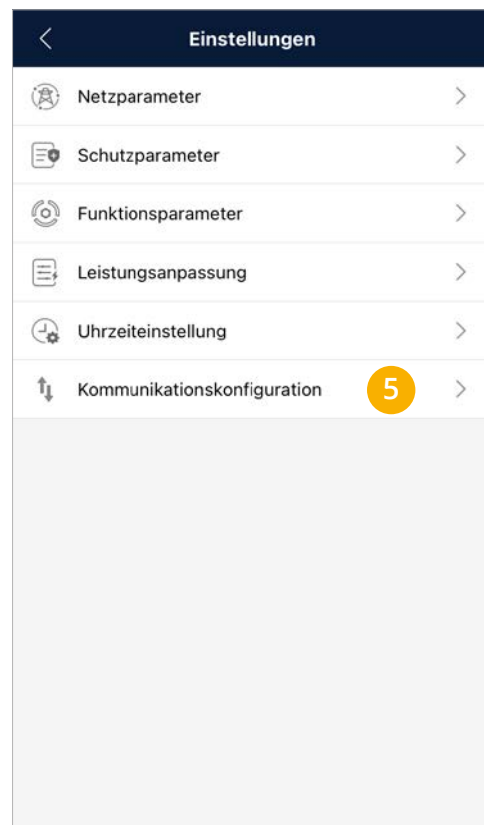 Einstellungen
Netzparameter
Schutzparameter
Funktionsparameter
Leistungsanpassung
Uhrzeiteinstellung
Kommunikationskonfiguration 5